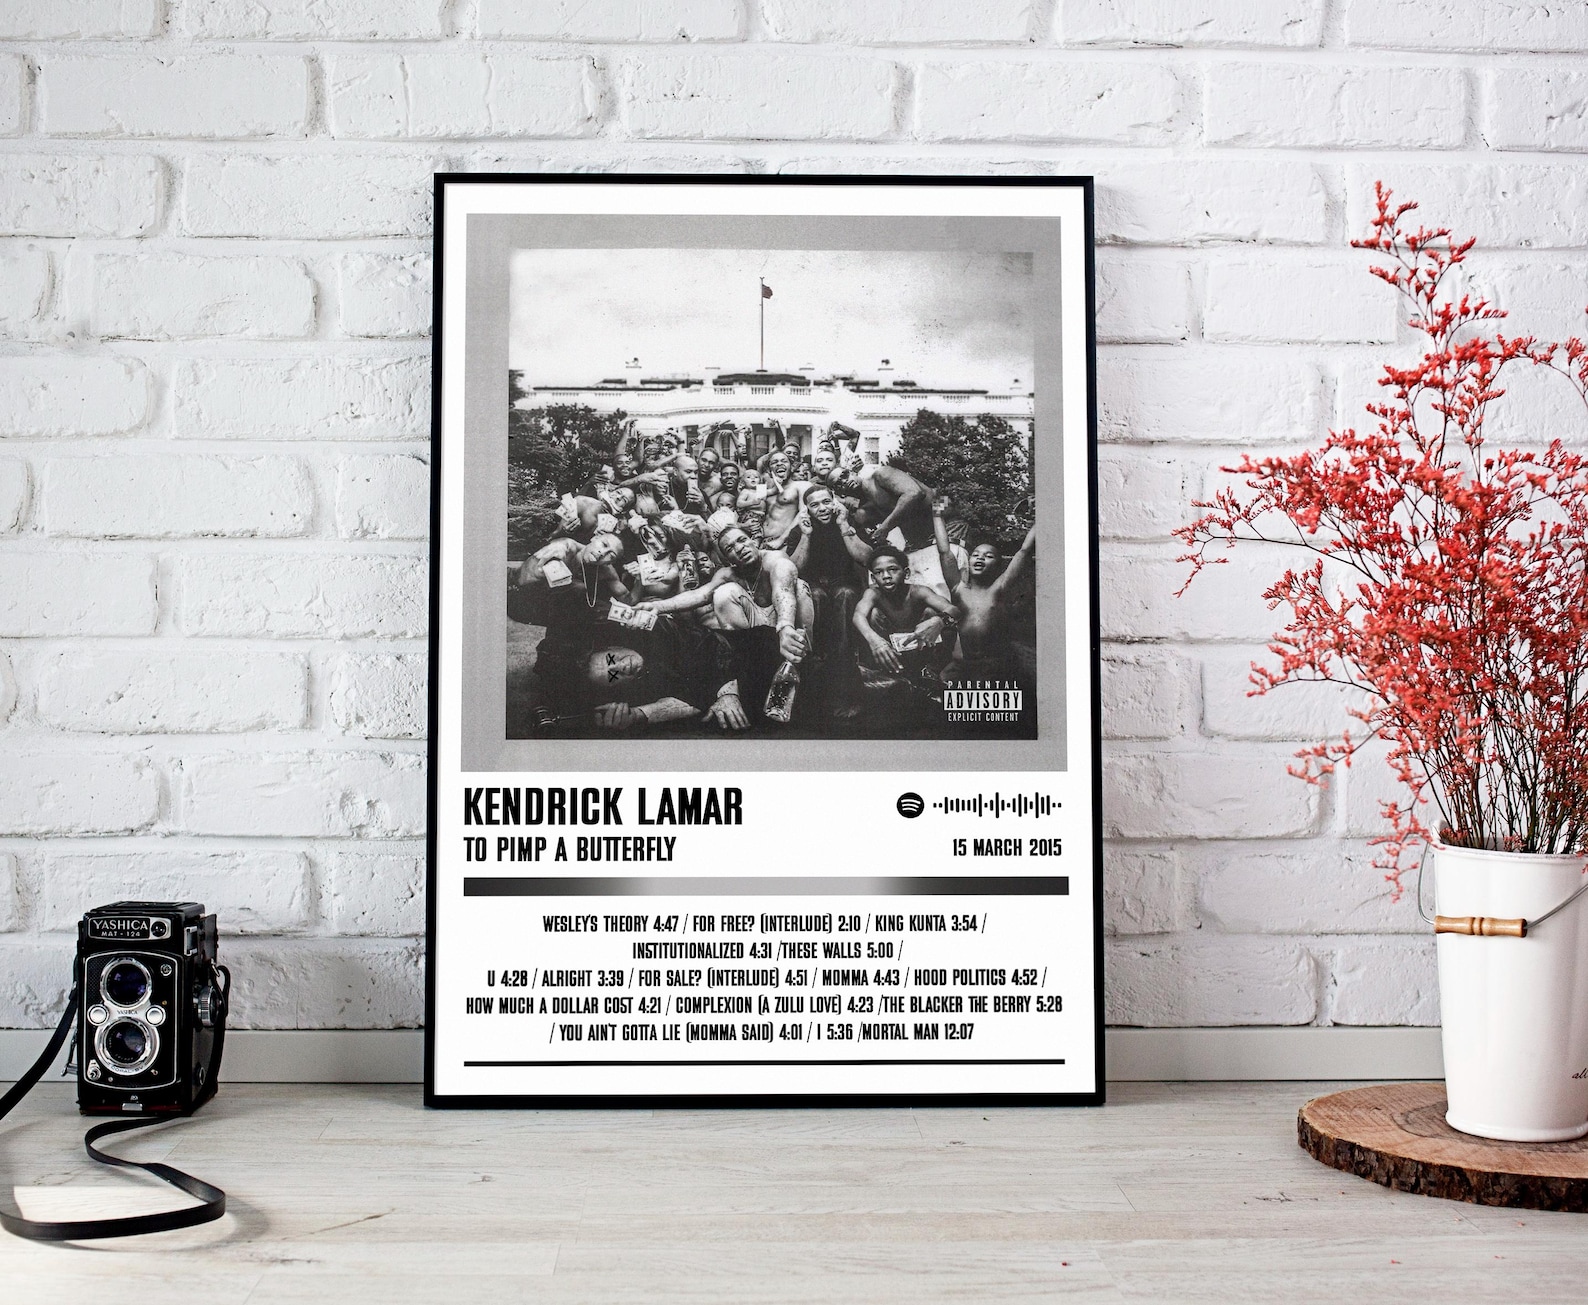 PARENTAL
ADVISORY
EXPLICIT CONTENT
KENDRICK LAMAR
TO PIMP A BUTTERFLY
15 MARCH 2015
WESLEY'S THEORY 4:47 / FOR FREE? (INTERLUDE) 2:10 / KING KUNTA 3:54 /
INSTITUTIONALIZED 4:31 /THESE WALLS 5:00 /
U 4:28 / ALRIGHT 3:39 / FOR SALE? (INTERLUDE) 4:51 / MOMMA 4:43 / HOOD POLITICS 4:52 /
HOW MUCH A DOLLAR COST 4:21 / COMPLEXION (A ZULU LOVE) 4:23 /THE BLACKER THE BERRY 5:28
/ YOU AIN'T GOTTA LIE (MOMMA SAID) 4:01 / I 5:36 /MORTAL MAN 12:07
YASHICA
MAT-124
YASHICA